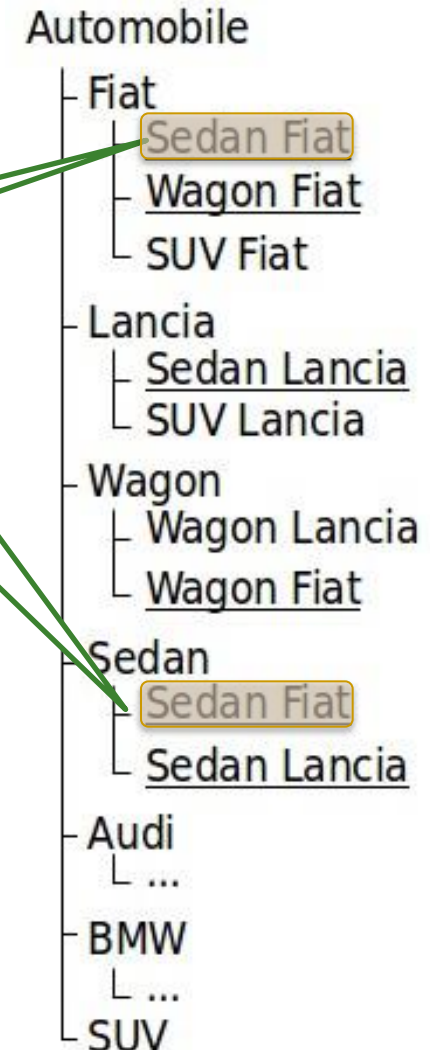 Automobile
Fiat
Sedan Fiat
Wagon Fiat
SUV Fiat
Lancia
Sedan Lancia
SUV Lancia
Wagon
Wagon Lancia
Wagon Fiat
Sedan
Sedan Fiat
Sedan Lancia
Audi
...
BMW
...
SUV